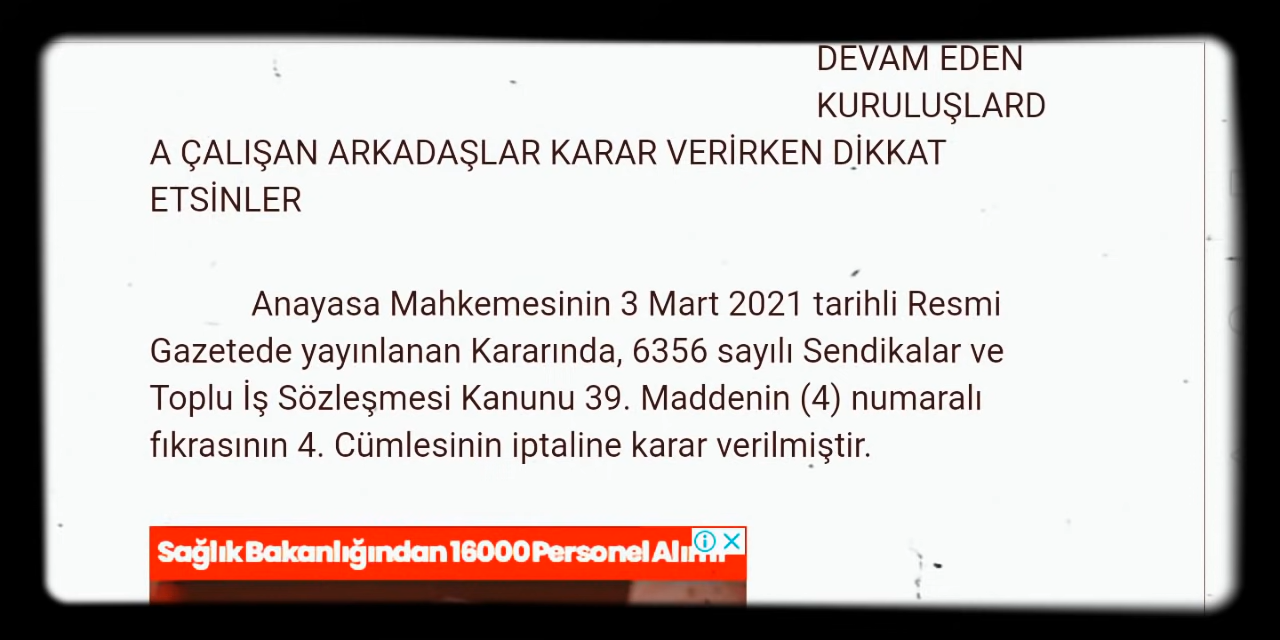 DEVAM EDEN
KURULUŞLARD
A ÇALIŞAN ARKADAŞLAR KARAR VERİRKEN DİKKAT
ETSİNLER
Anayasa Mahkemesinin 3 Mart 2021 tarihli Resmi
Gazetede yayınlanan Kararında, 6356 sayılı Sendikalar ve
Toplu İş Sözleşmesi Kanunu 39. Maddenin (4) numaralı
fıkrasının 4. Cümlesinin iptaline karar verilmiştir.
Sağlık Bakanlığından 16000 Personel